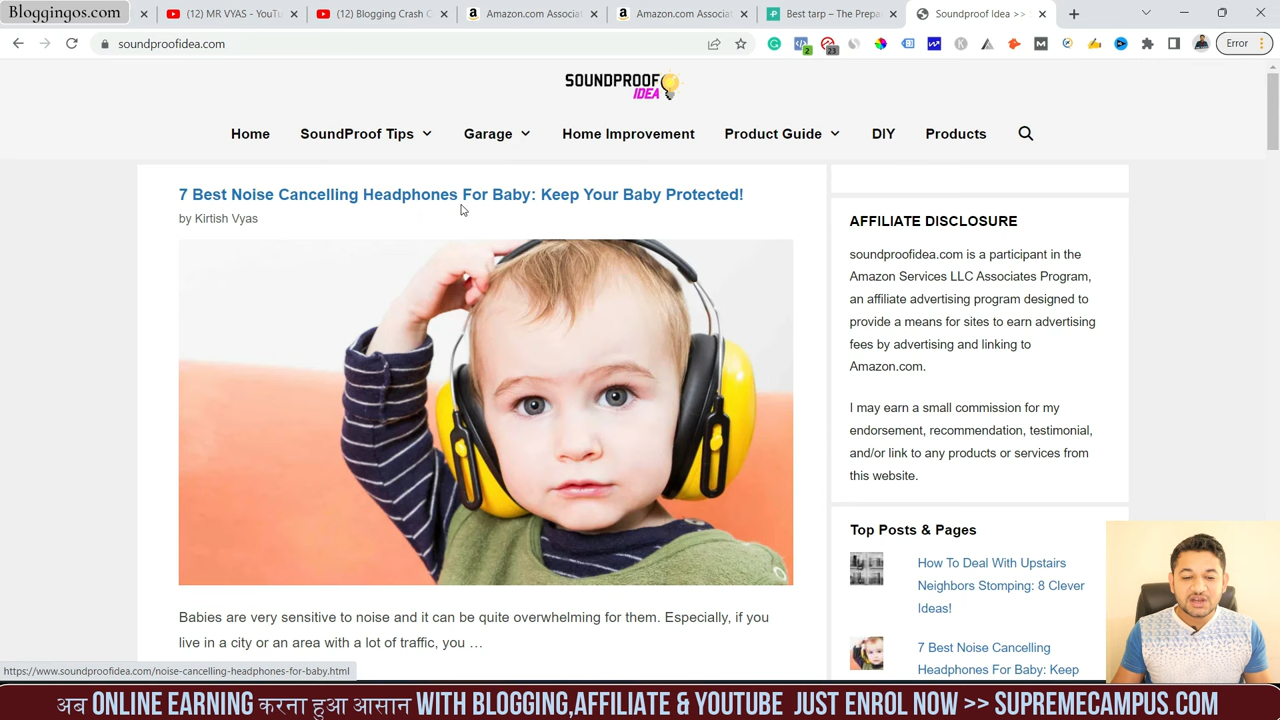 Bloggingos.com
(12) MR VYAS - YouTu
(12) Blogging Crash C
Amazon.com Associat
Amazon.com Associat
Best tarp – The Prepa
Soundproof Idea >> S
soundproofidea.com
2
23
Error
SOUNDPROOF
IDEA
Home
SoundProof Tips
Garage
Home Improvement
Product Guide
DIY
Products
7 Best Noise Cancelling Headphones For Baby: Keep Your Baby Protected!
by Kirtish Vyas
Babies are very sensitive to noise and it can be quite overwhelming for them. Especially, if you
live in a city or an area with a lot of traffic, you …
AFFILIATE DISCLOSURE
soundproofidea.com is a participant in the
Amazon Services LLC Associates Program,
an affiliate advertising program designed to
provide a means for sites to earn advertising
fees by advertising and linking to
Amazon.com.
I may earn a small commission for my
endorsement, recommendation, testimonial,
and/or link to any products or services from
this website.
Top Posts & Pages
How To Deal With Upstairs
Neighbors Stomping: 8 Clever
Ideas!
7 Best Noise Cancelling
Headphones For Baby: Keep
https://www.soundproofidea.com/noise-cancelling-headphones-for-baby.html
अब ONLINE EARNING करना हुआ आसान WITH BLOGGING,AFFILIATE & YOUTUBE JUST ENROL NOW >> SUPREMECAMPUS.COM